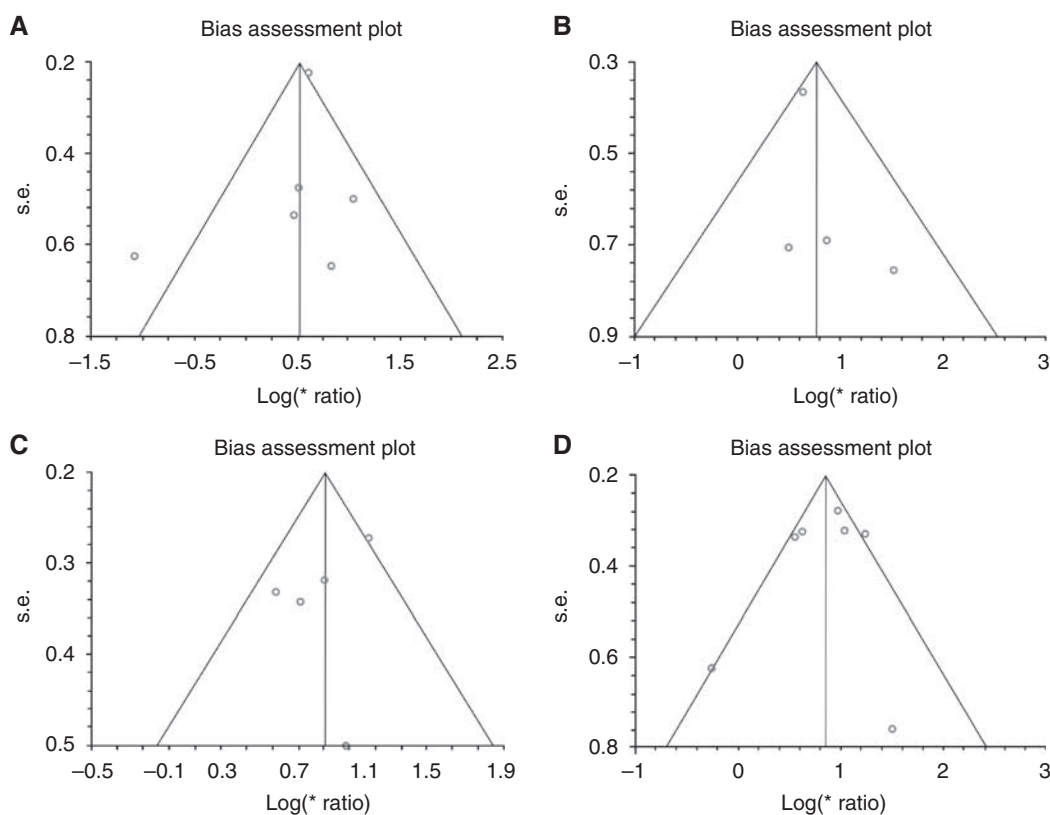 A
Bias assessment plot
0.2
0.4
0.6
0.8
s.e.
–1.5 –0.5 0.5 1.5 2.5
Log(* ratio)
B
Bias assessment plot
0.3
0.5
0.7
0.9
s.e.
–1 0 1 2 3
Log(* ratio)
C
Bias assessment plot
0.2
0.3
0.4
0.5
s.e.
–0.5 –0.1 0.3 0.7 1.1 1.5 1.9
Log(* ratio)
D
Bias assessment plot
0.2
0.4
0.6
0.8
s.e.
–1 0 1 2 3
Log(* ratio)